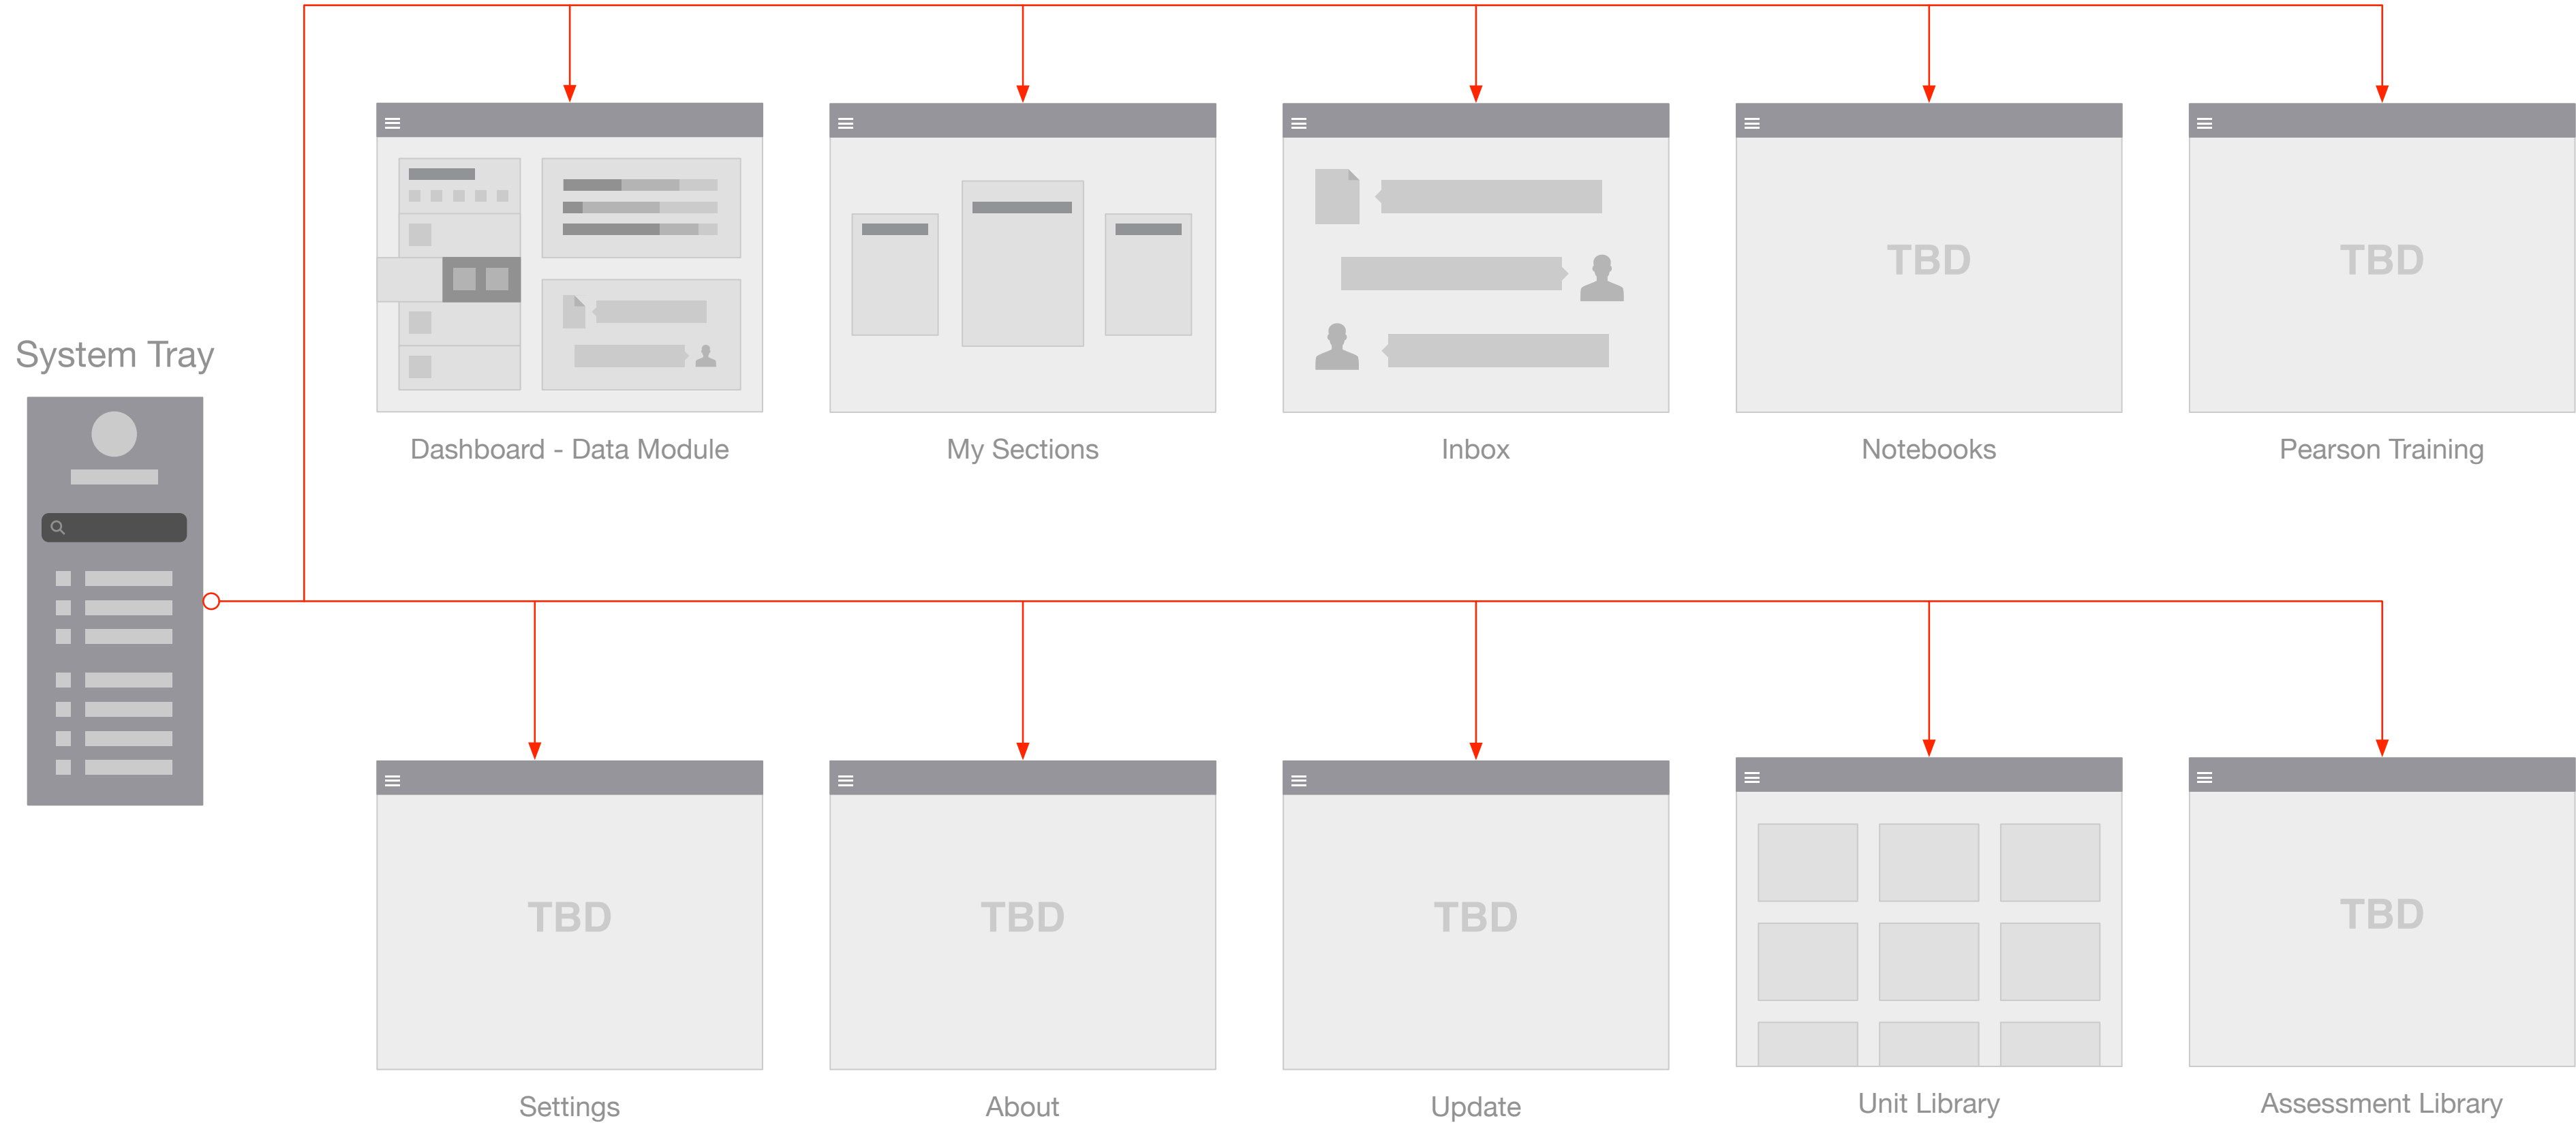 TBD
TBD
System Tray
Dashboard - Data Module
My Sections
Inbox
Notebooks
Pearson Training
TBD
TBD
TBD
TBD
Settings
About
Update
Unit Library
Assessment Library